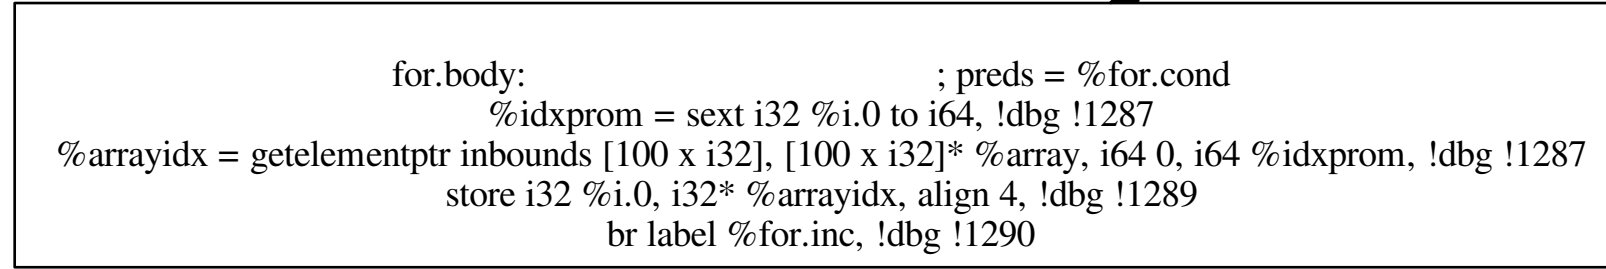 for.body: ; preds = %for.cond
%idxprom = sext i32 %i.0 to i64, !dbg !1287
%arrayidx = getelementptr inbounds [100 x i32], [100 x i32]* %array, i64 0, i64 %idxprom, !dbg !1287
store i32 %i.0, i32* %arrayidx, align 4, !dbg !1289
br label %for.inc, !dbg !1290